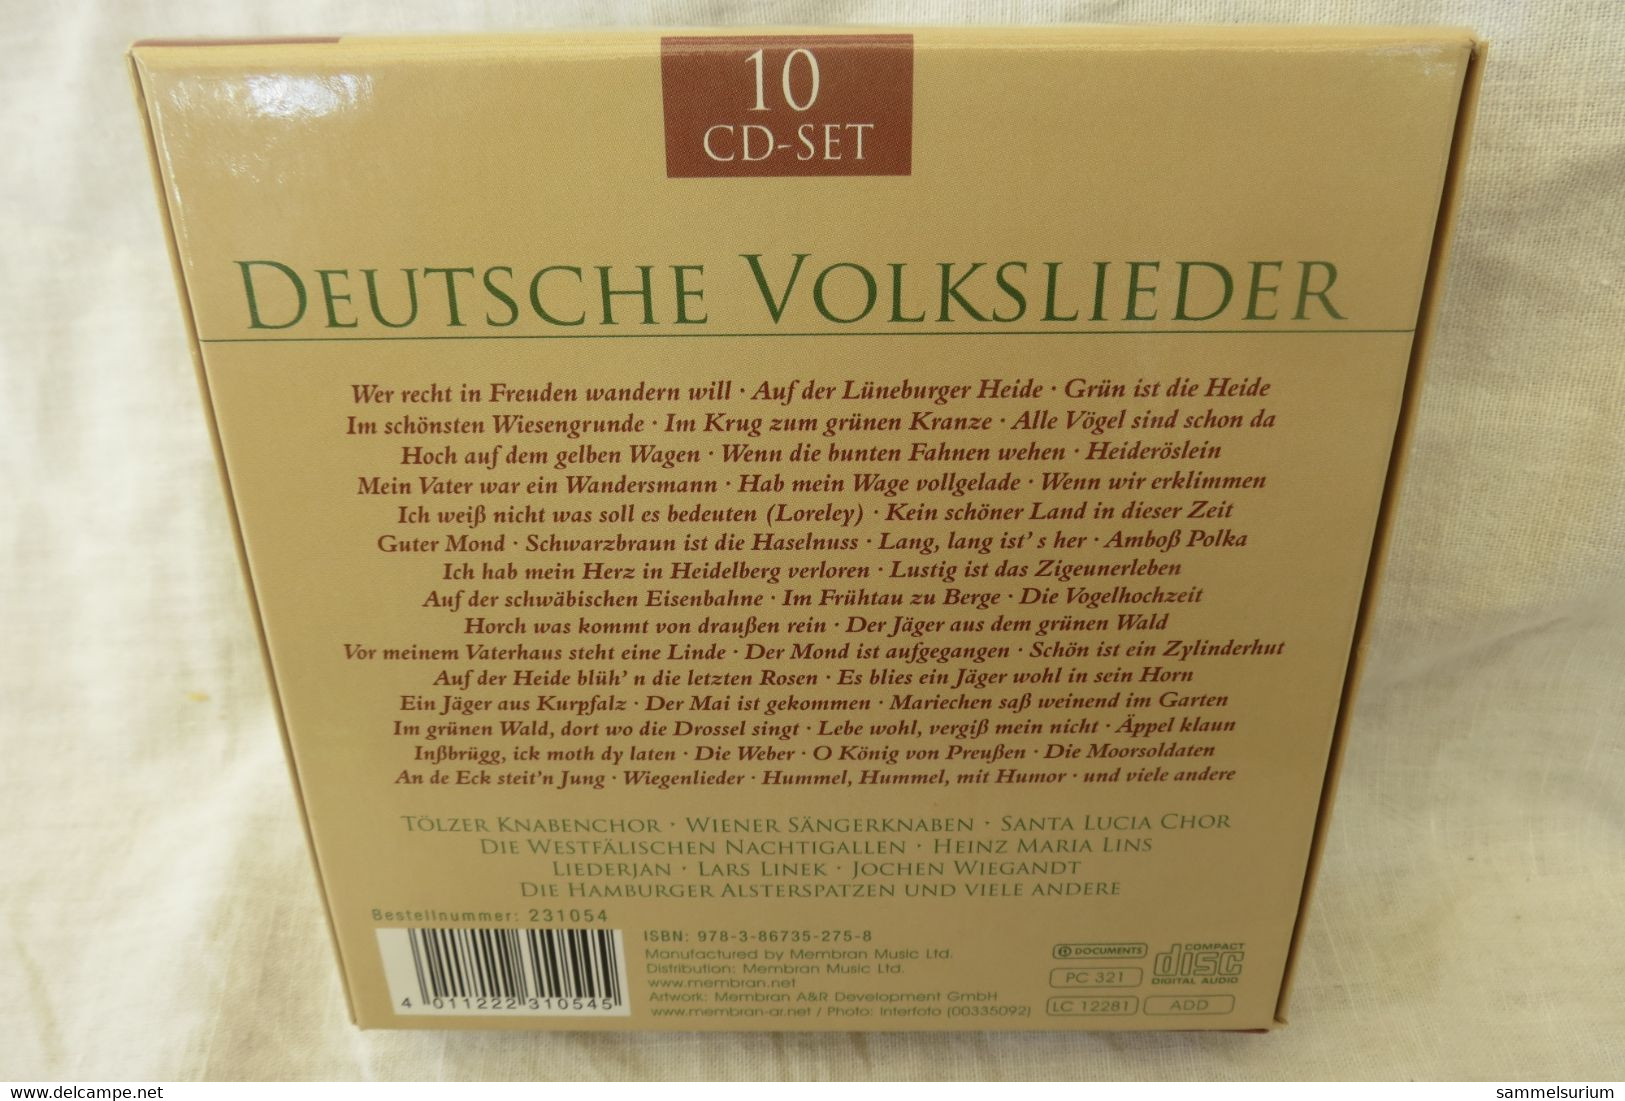 10
CD-SET
DEUTSCHE VOLKSLIEDER
Wer recht in Freuden wandern will · Auf der Lüneburger Heide · Grün ist die Heide
Im schönsten Wiesengrunde · Im Krug zum grünen Kranze · Alle Vögel sind schon da
Hoch auf dem gelben Wagen · Wenn die bunten Fahnen wehen · Heideröslein
Mein Vater war ein Wandersmann · Hab mein Wage vollgelade · Wenn wir erklimmen
Ich weiß nicht was soll es bedeuten (Loreley) · Kein schöner Land in dieser Zeit
Guter Mond · Schwarzbraun ist die Haselnuss · Lang, lang ist' s her · Amboß Polka
Ich hab mein Herz in Heidelberg verloren · Lustig ist das Zigeunerleben
Auf der schwäbischen Eisenbahne · Im Frühtau zu Berge · Die Vogelhochzeit
Horch was kommt von draußen rein · Der Jäger aus dem grünen Wald
Vor meinem Vaterhaus steht eine Linde · Der Mond ist aufgegangen · Schön ist ein Zylinderhut
Auf der Heide blüh' n die letzten Rosen · Es blies ein Jäger wohl in sein Horn
Ein Jäger aus Kurpfalz · Der Mai ist gekommen · Mariechen saß weinend im Garten
Im grünen Wald, dort wo die Drossel singt · Lebe wohl, vergiß mein nicht · Äppel klaun
Inßbrügg, ick moth dy laten · Die Weber · O König von Preußen · Die Moorsoldaten
An de Eck steit'n Jung · Wiegenlieder · Hummel, Hummel, mit Humor · und viele andere
TÖLZER KNABENCHOR · WIENER SÄNGERKNABEN · SANTA LUCIA CHOR
DIE WESTFÄLISCHEN NACHTIGALLEN · HEINZ MARIA LINS
LIEDERJAN · LARS LINEK · JOCHEN WIEGANDT
DIE HAMBURGER ALSTERSPATZEN UND VIELE ANDERE
Bestellnummer: 231054
4 011222 310545
ISBN: 978-3-86735-275-8
Manufactured by Membran Music Ltd.
Distribution: Membran Music Ltd.
www.membran.net
Artwork: Membran A&R Development GmbH
www.membran-ar.net / Photo: Interfoto (00335092)
DOCUMENTS
PC 321
LC 12281
COMPACT
disc
DIGITAL AUDIO
ADD
www.delcampe.net
sammelsurium